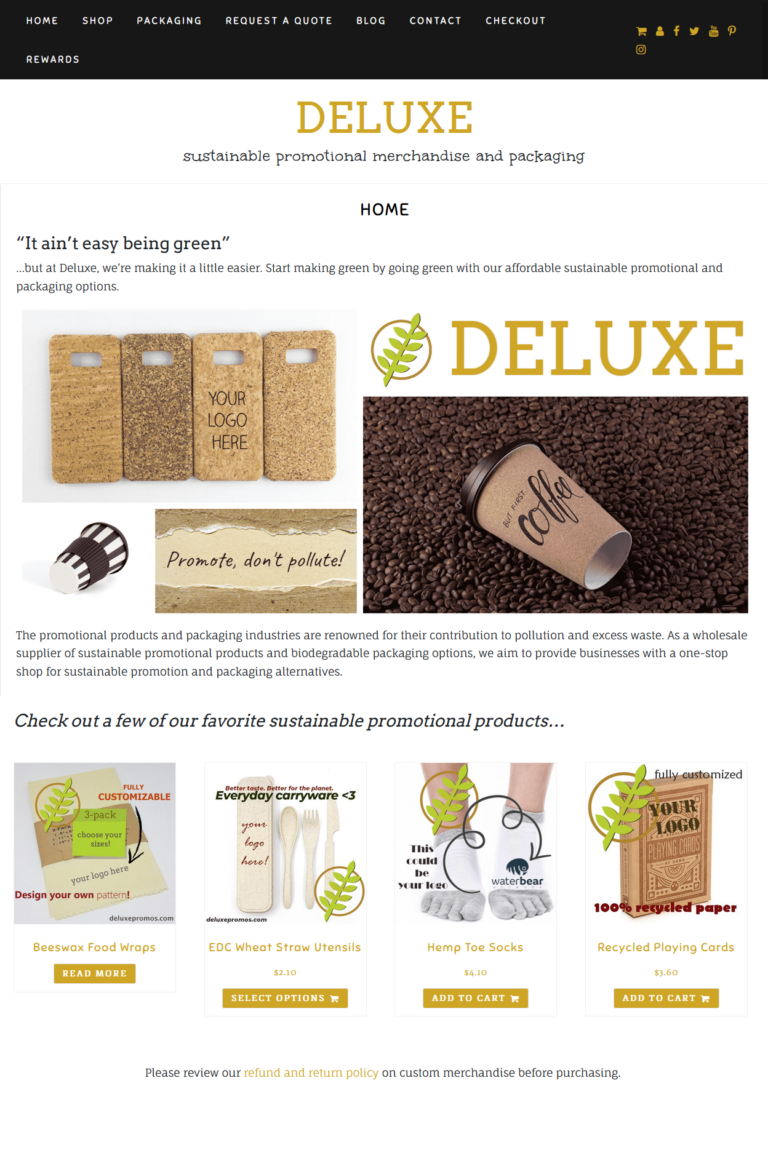 HOME SHOP PACKAGING REQUEST A QUOTE BLOG CONTACT CHECKOUT
REWARDS
DELUXE
sustainable promotional merchandise and packaging
HOME
“It ain’t easy being green”
...but at Deluxe, we’re making it a little easier. Start making green by going green with our affordable sustainable promotional and
packaging options.
YOUR
LOGO
HERE
DELUXE
BUT FIRST
coffee
Promote, don't pollute!
The promotional products and packaging industries are renowned for their contribution to pollution and excess waste. As a wholesale
supplier of sustainable promotional products and biodegradable packaging options, we aim to provide businesses with a one-stop
shop for sustainable promotion and packaging alternatives.
Check out a few of our favorite sustainable promotional products…
FULLY
CUSTOMIZABLE
3-pack
choose your
sizes!
your logo here
Design your own pattern!
deluxepromos.com
Beeswax Food Wraps
READ MORE
Better taste. Better for the planet.
Everyday carryware <3
your
logo
here!
deluxepromos.com
EDC Wheat Straw Utensils
$2.10
SELECT OPTIONS
This
could
be
your logo
waterbear
Hemp Toe Socks
$4.10
ADD TO CART
fully customized
YOUR
LOGO
PLAYING CARDS
100% recycled paper
Recycled Playing Cards
$3.60
ADD TO CART
Please review our refund and return policy on custom merchandise before purchasing.